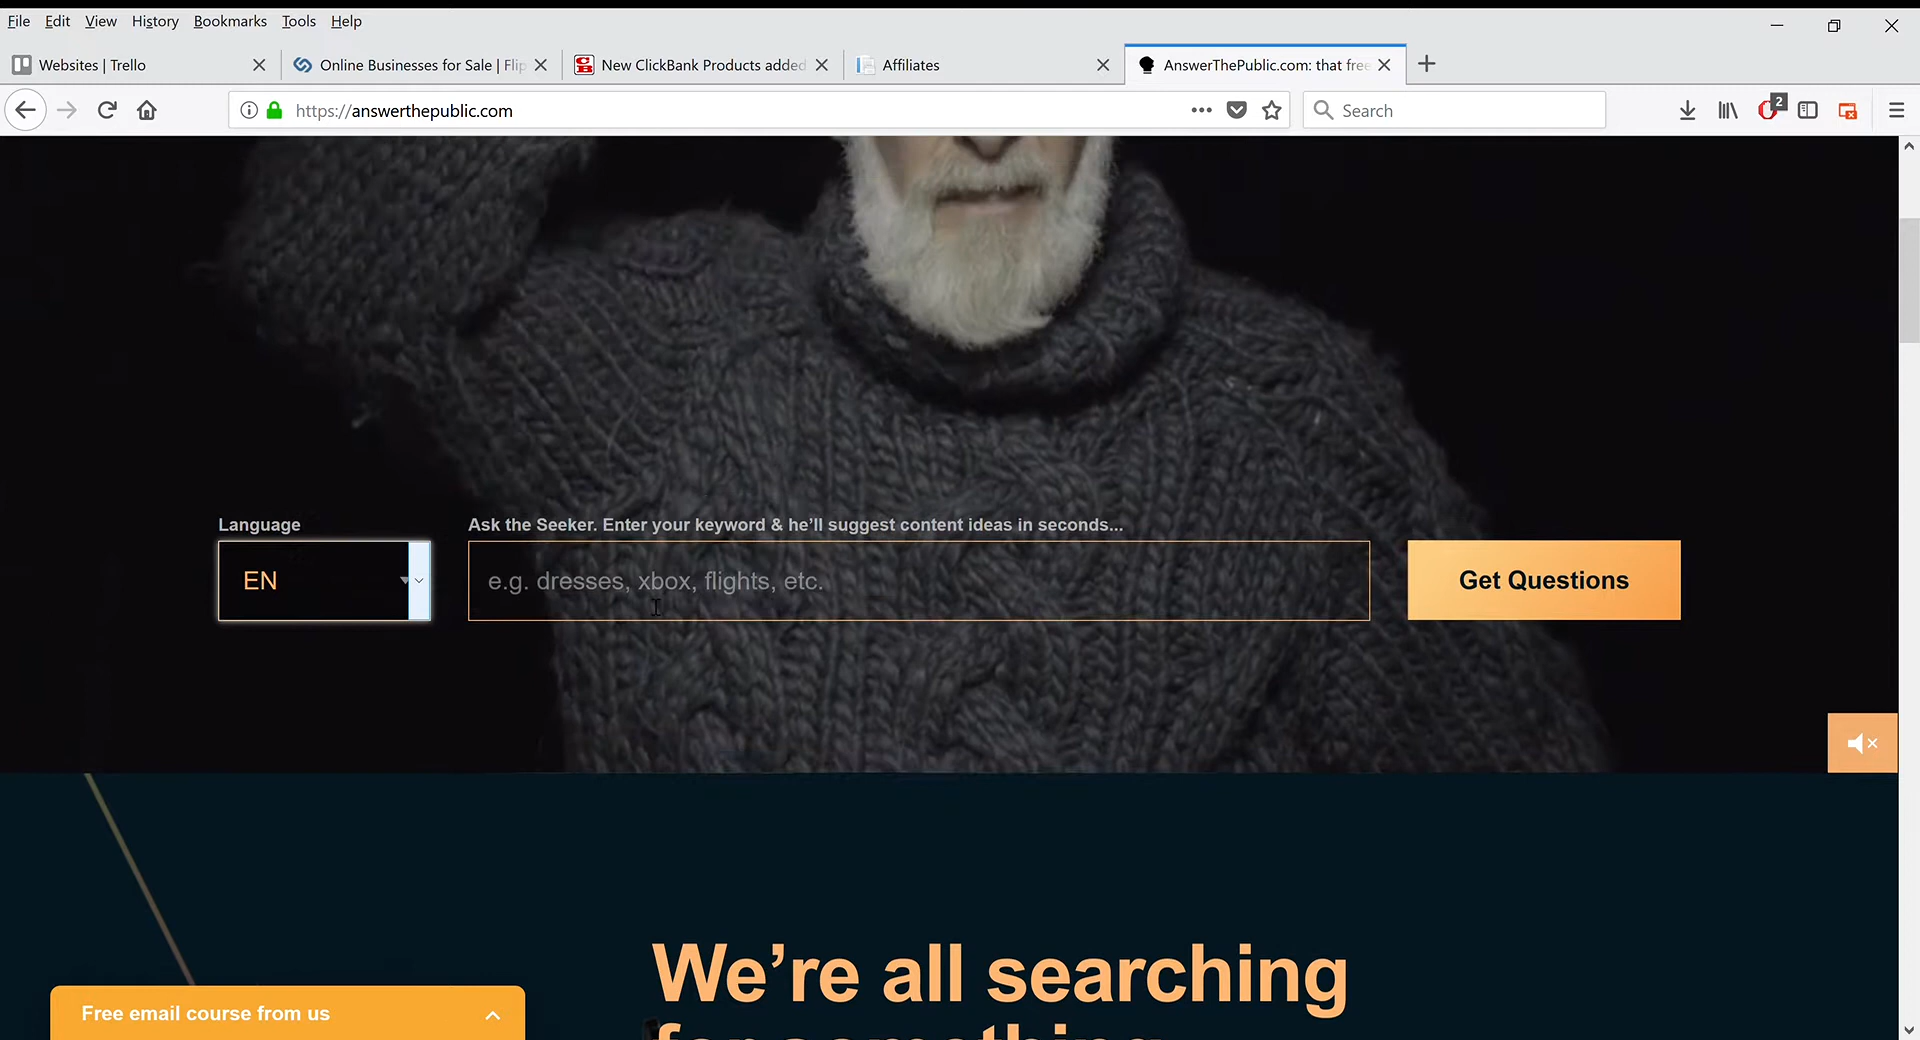 File Edit View History Bookmarks Tools Help
Websites | Trello
Online Businesses for Sale | Flip
New ClickBank Products added
Affiliates
AnswerThePublic.com: that free
https://answerthepublic.com
Search
2
Language
Ask the Seeker. Enter your keyword & he’ll suggest content ideas in seconds...
EN
e.g. dresses, xbox, flights, etc.
Get Questions
We’re all searching
for something
Free email course from us